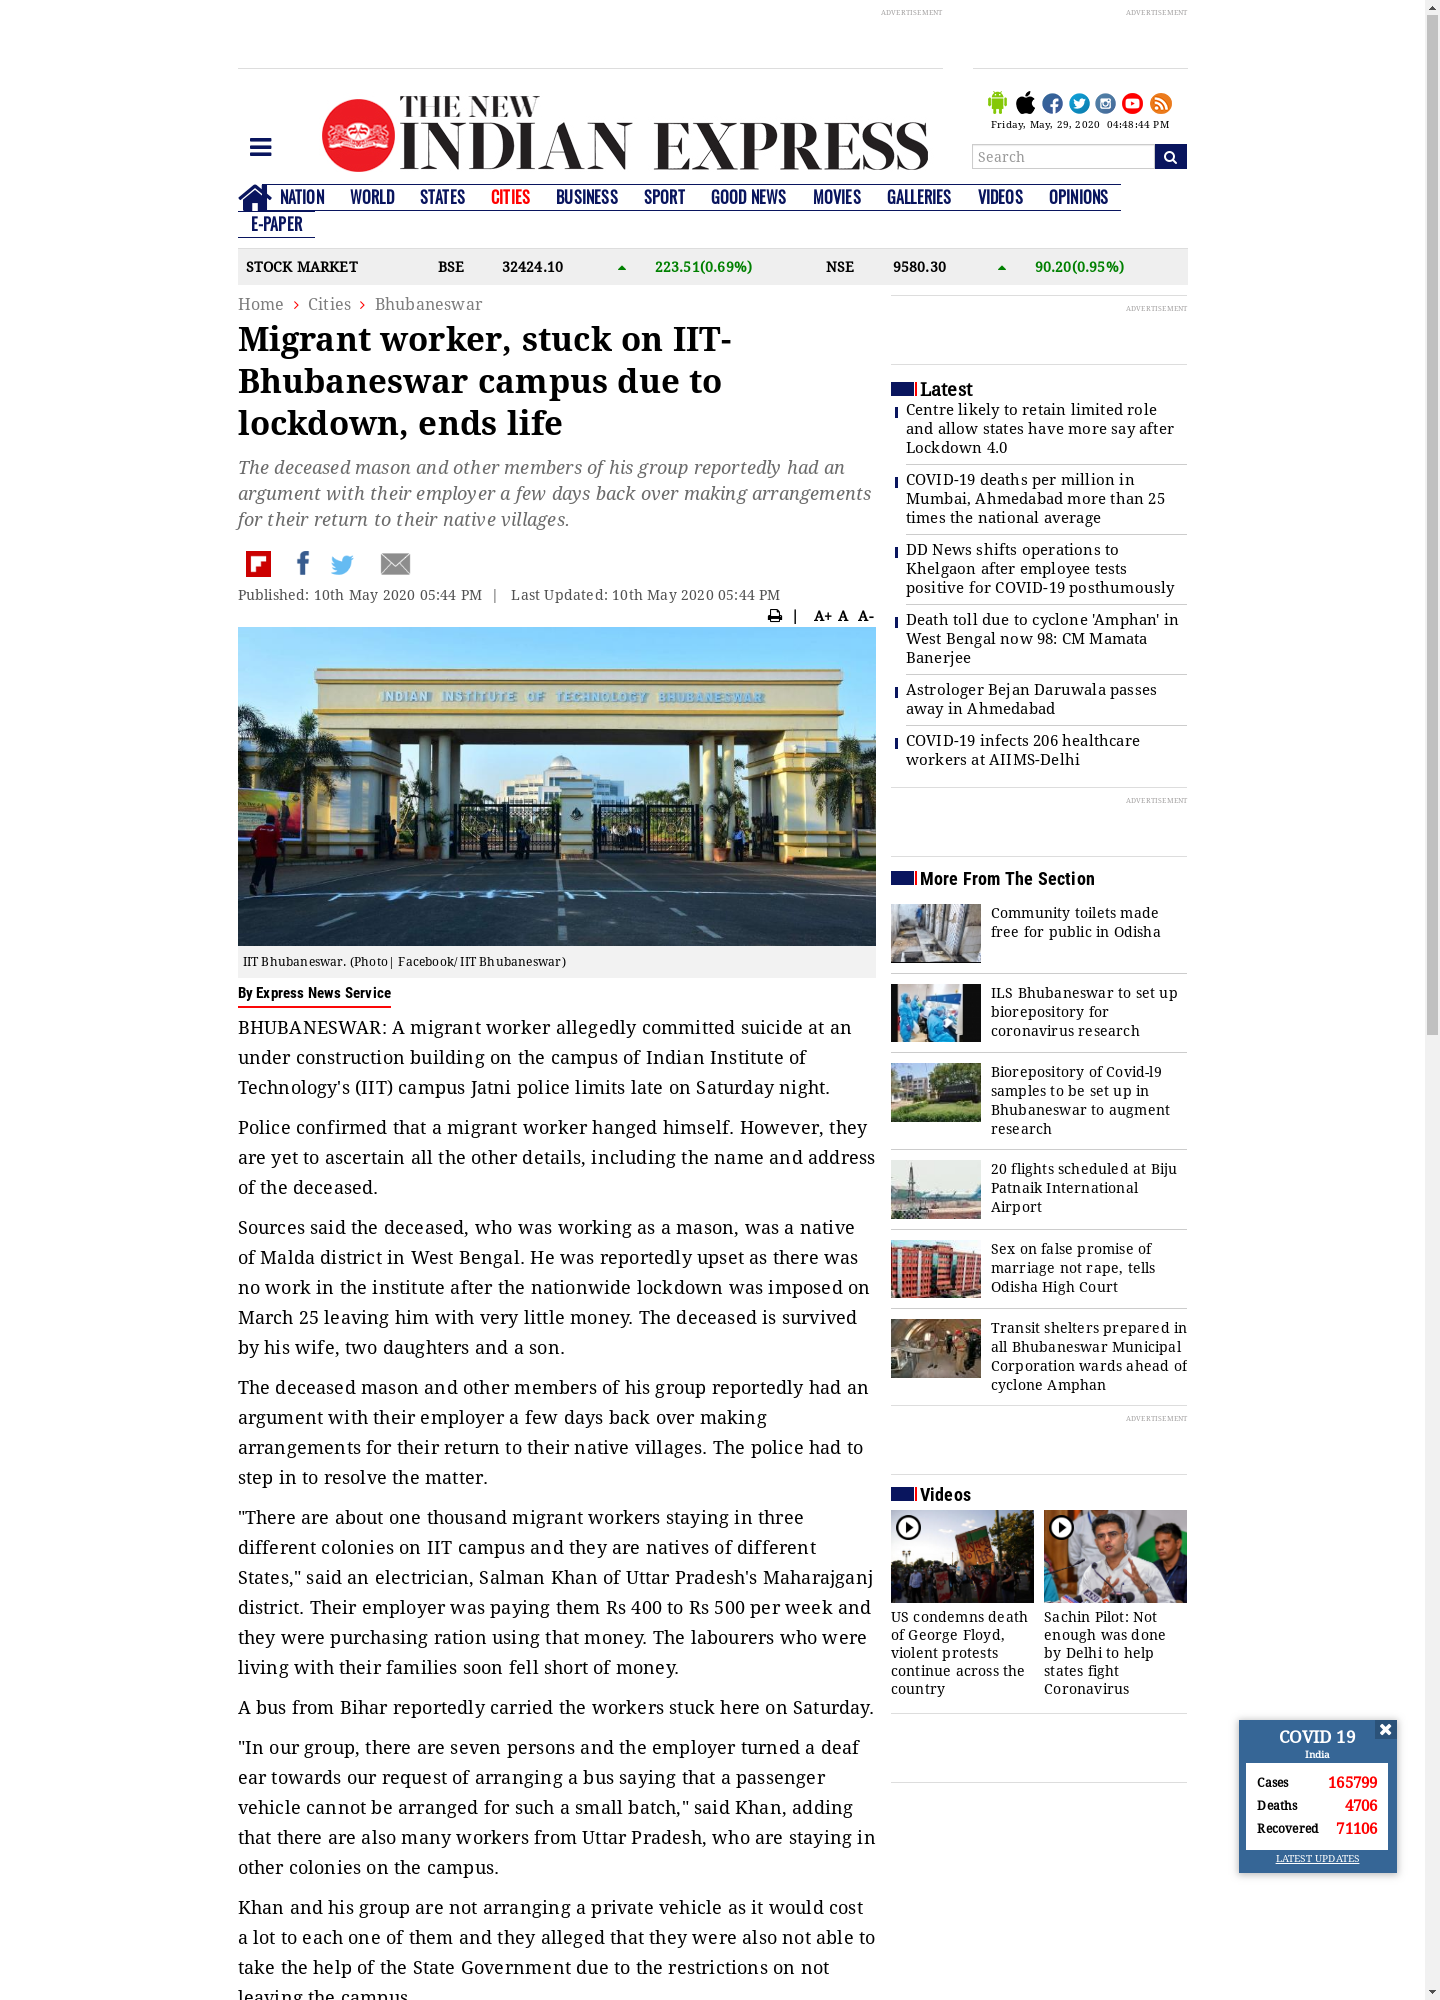 ADVERTISEMENT
ADVERTISEMENT
THE NEW
INDIAN EXPRESS
Friday, May, 29, 2020 04:48:44 PM
Search
NATION WORLD STATES CITIES BUSINESS SPORT GOOD NEWS MOVIES GALLERIES VIDEOS OPINIONS
E-PAPER
STOCK MARKET BSE 32424.10 223.51(0.69%) NSE 9580.30 90.20(0.95%)
Home > Cities > Bhubaneswar
Migrant worker, stuck on IIT-
Bhubaneswar campus due to
lockdown, ends life
The deceased mason and other members of his group reportedly had an
argument with their employer a few days back over making arrangements
for their return to their native villages.
Published: 10th May 2020 05:44 PM | Last Updated: 10th May 2020 05:44 PM
| A+ A A-
INDIAN INSTITUTE OF TECHNOLOGY BHUBANESWAR
IIT Bhubaneswar. (Photo| Facebook/ IIT Bhubaneswar)
By Express News Service
BHUBANESWAR: A migrant worker allegedly committed suicide at an
under construction building on the campus of Indian Institute of
Technology's (IIT) campus Jatni police limits late on Saturday night.
Police confirmed that a migrant worker hanged himself. However, they
are yet to ascertain all the other details, including the name and address
of the deceased.
Sources said the deceased, who was working as a mason, was a native
of Malda district in West Bengal. He was reportedly upset as there was
no work in the institute after the nationwide lockdown was imposed on
March 25 leaving him with very little money. The deceased is survived
by his wife, two daughters and a son.
The deceased mason and other members of his group reportedly had an
argument with their employer a few days back over making
arrangements for their return to their native villages. The police had to
step in to resolve the matter.
"There are about one thousand migrant workers staying in three
different colonies on IIT campus and they are natives of different
States," said an electrician, Salman Khan of Uttar Pradesh's Maharajganj
district. Their employer was paying them Rs 400 to Rs 500 per week and
they were purchasing ration using that money. The labourers who were
living with their families soon fell short of money.
A bus from Bihar reportedly carried the workers stuck here on Saturday.
"In our group, there are seven persons and the employer turned a deaf
ear towards our request of arranging a bus saying that a passenger
vehicle cannot be arranged for such a small batch," said Khan, adding
that there are also many workers from Uttar Pradesh, who are staying in
other colonies on the campus.
Khan and his group are not arranging a private vehicle as it would cost
a lot to each one of them and they alleged that they were also not able to
take the help of the State Government due to the restrictions on not
leaving the campus
ADVERTISEMENT
Latest
Centre likely to retain limited role
and allow states have more say after
Lockdown 4.0
COVID-19 deaths per million in
Mumbai, Ahmedabad more than 25
times the national average
DD News shifts operations to
Khelgaon after employee tests
positive for COVID-19 posthumously
Death toll due to cyclone 'Amphan' in
West Bengal now 98: CM Mamata
Banerjee
Astrologer Bejan Daruwala passes
away in Ahmedabad
COVID-19 infects 206 healthcare
workers at AIIMS-Delhi
ADVERTISEMENT
More From The Section
Community toilets made
free for public in Odisha
ILS Bhubaneswar to set up
biorepository for
coronavirus research
Biorepository of Covid-l9
samples to be set up in
Bhubaneswar to augment
research
20 flights scheduled at Biju
Patnaik International
Airport
Sex on false promise of
marriage not rape, tells
Odisha High Court
Transit shelters prepared in
all Bhubaneswar Municipal
Corporation wards ahead of
cyclone Amphan
ADVERTISEMENT
Videos
US condemns death
of George Floyd,
violent protests
continue across the
country
Sachin Pilot: Not
enough was done
by Delhi to help
states fight
Coronavirus
COVID 19
India
Cases 165799
Deaths 4706
Recovered 71106
LATEST UPDATES